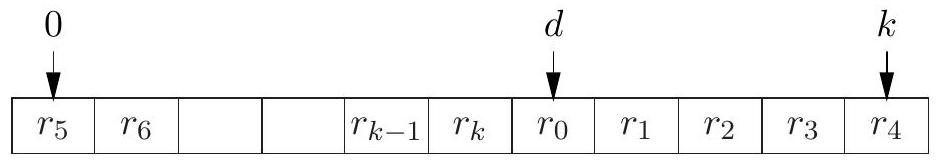 0 d k
r₅ r₆ rₖ₋₁ rₖ r₀ r₁ r₂ r₃ r₄